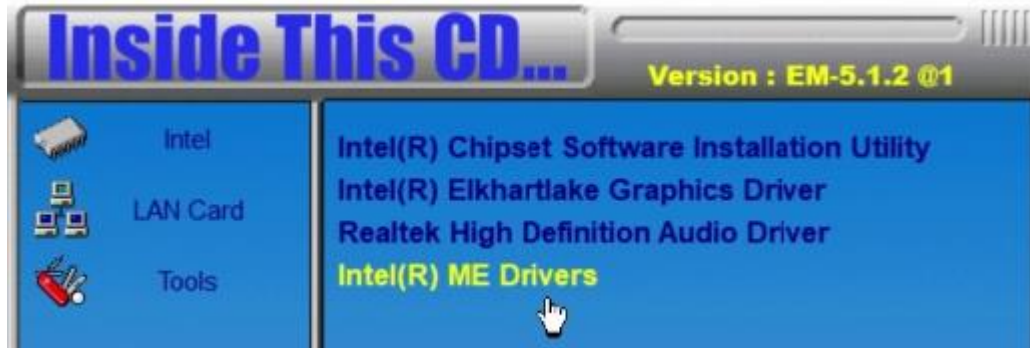 Inside This CD...
Version : EM-5.1.2 @1
Intel
LAN Card
Tools
Intel(R) Chipset Software Installation Utility
Intel(R) Elkhartlake Graphics Driver
Realtek High Definition Audio Driver
Intel(R) ME Drivers